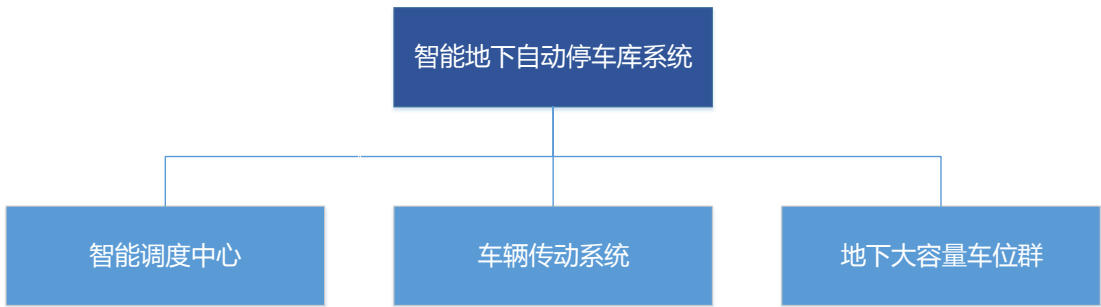 智能地下自动停车库系统
智能调度中心
车辆传动系统
地下大容量车位群